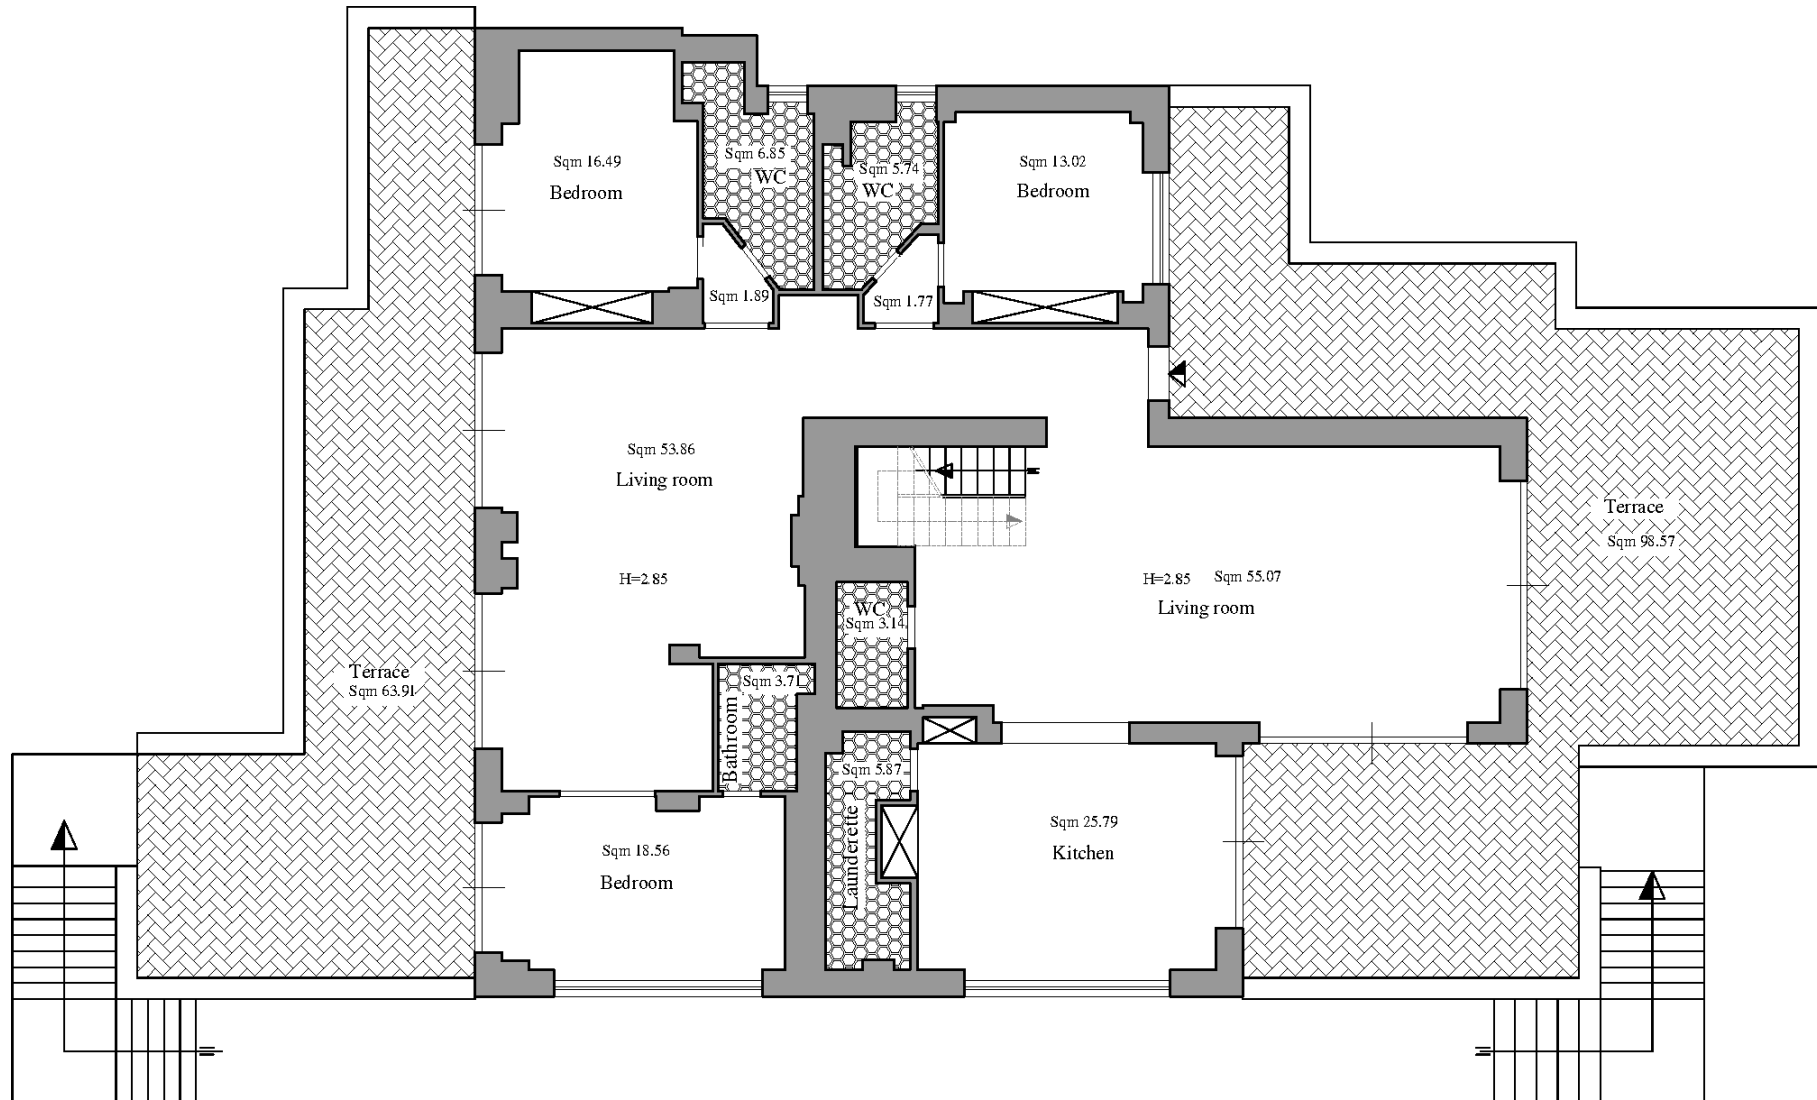 Sqm 16.49
Bedroom
Sqm 6.85
WC
Sqm 5.74
WC
Sqm 13.02
Bedroom
Sqm 1.89
Sqm 1.77
Sqm 53.86
Living room
H=2.85
Terrace
Sqm 98.57
H=2.85 Sqm 55.07
Living room
WC
Sqm 3.14
Terrace
Sqm 63.91
Sqm 3.71
Bathroom
Sqm 5.87
Launderette
Sqm 25.79
Kitchen
Sqm 18.56
Bedroom